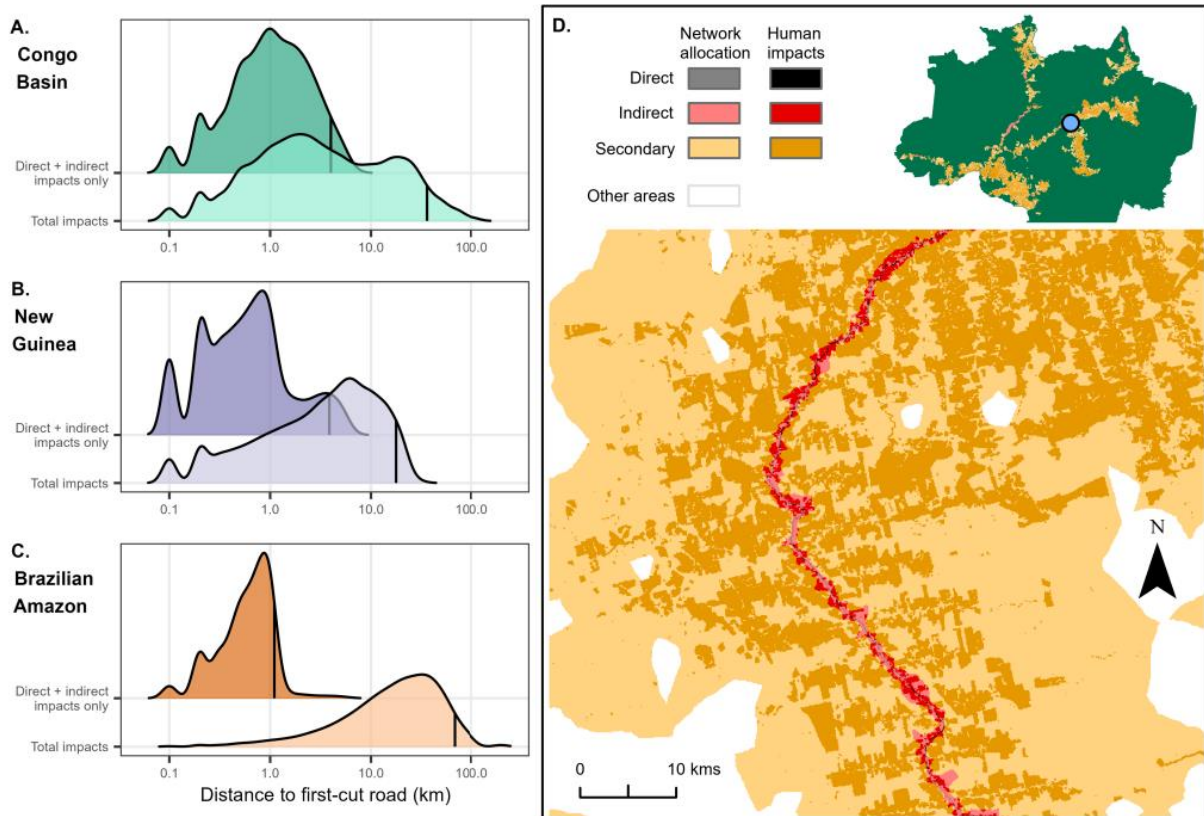 A.
Congo
Basin
Direct + indirect
impacts only
Total impacts
0.1 1.0 10.0 100.0
B.
New
Guinea
Direct + indirect
impacts only
Total impacts
0.1 1.0 10.0 100.0
C.
Brazilian
Amazon
Direct + indirect
impacts only
Total impacts
0.1 1.0 10.0 100.0
Distance to first-cut road (km)
D.
Network Human
allocation impacts
Direct
Indirect
Secondary
Other areas
N
0 10 kms